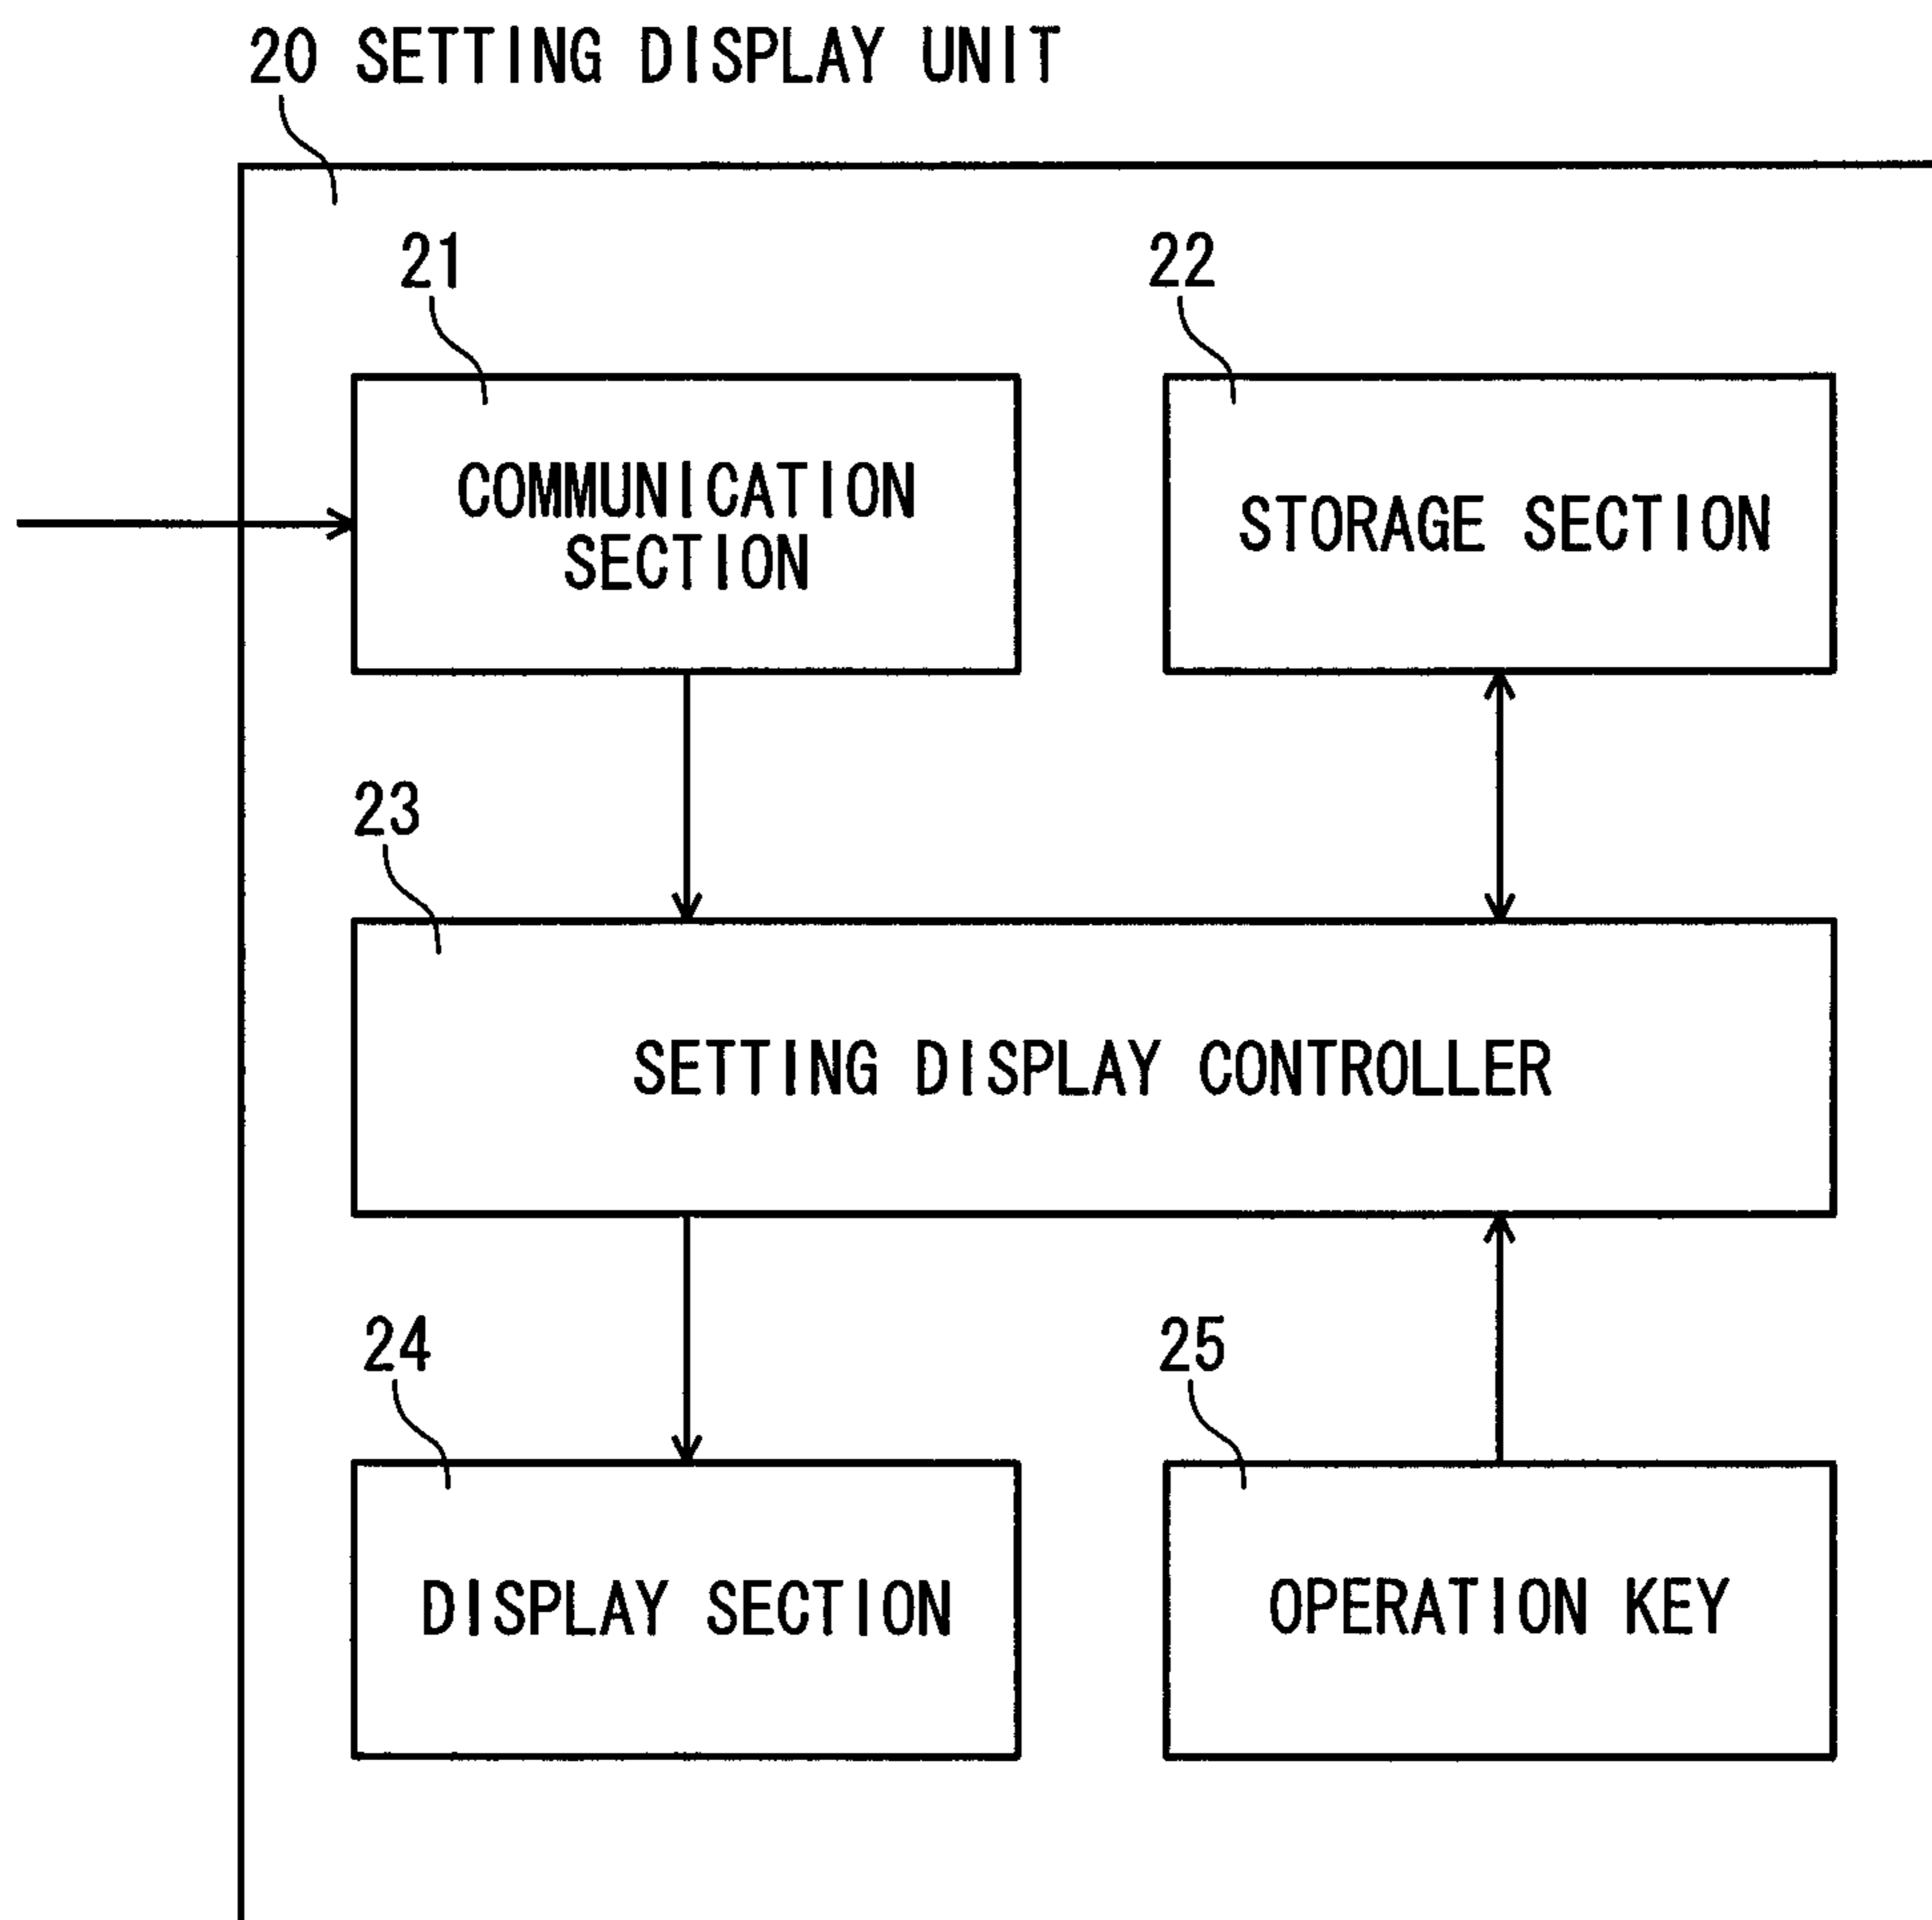 20 SETTING DISPLAY UNIT
21
22
COMMUNICATION
SECTION
STORAGE SECTION
23
SETTING DISPLAY CONTROLLER
24
25
DISPLAY SECTION
OPERATION KEY